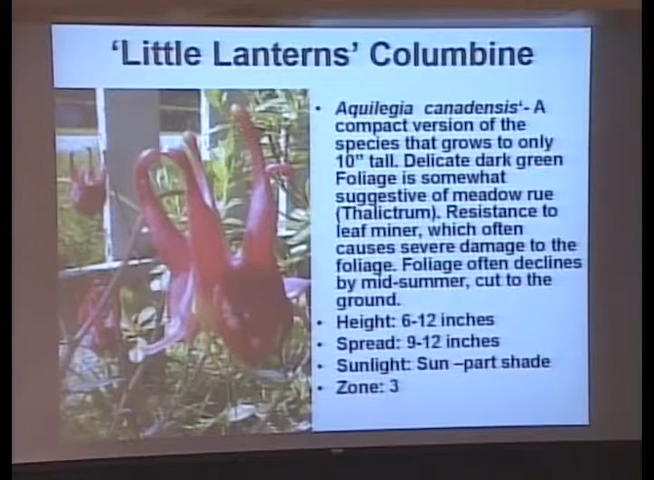 ‘Little Lanterns’ Columbine
• Aquilegia canadensis‘- A
compact version of the
species that grows to only
10” tall. Delicate dark green
Foliage is somewhat
suggestive of meadow rue
(Thalictrum). Resistance to
leaf miner, which often
causes severe damage to the
foliage. Foliage often declines
by mid-summer, cut to the
ground.
• Height: 6-12 inches
• Spread: 9-12 inches
• Sunlight: Sun –part shade
• Zone: 3